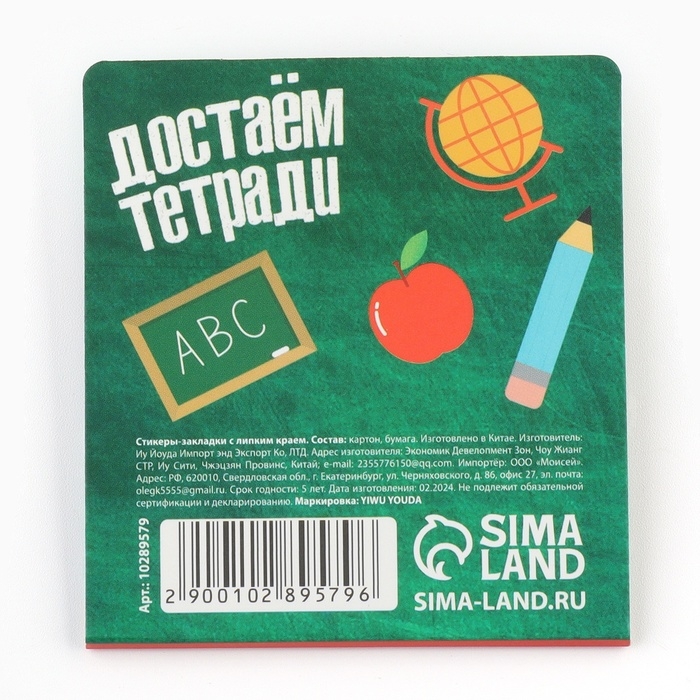 достаём
тетради
ABC
Стикеры-закладки с липким краем. Состав: картон, бумага. Изготовлено в Китае. Изготовитель:
Иу Йоуда Импорт энд Экспорт Ко, ЛТД. Адрес изготовителя: Экономик Девелопмент Зон, Чоу Жианг
СТР, Иу Сити, Чжэцзян Провинс, Китай; e-mail: 2355776150@qq.com. Импортёр: ООО «Моисей».
Адрес: РФ, 620010, Свердловская обл., г. Екатеринбург, ул. Черняховского, д. 86, офис 27, эл. почта:
olegk5555@gmail.ru. Срок годности: 5 лет. Дата изготовления: 02.2024. Не подлежит обязательной
сертификации и декларированию. Маркировка: YIWU YOUDA
Арт.: 10289579
2 900102 895796
SIMA
LAND
SIMA-LAND.RU